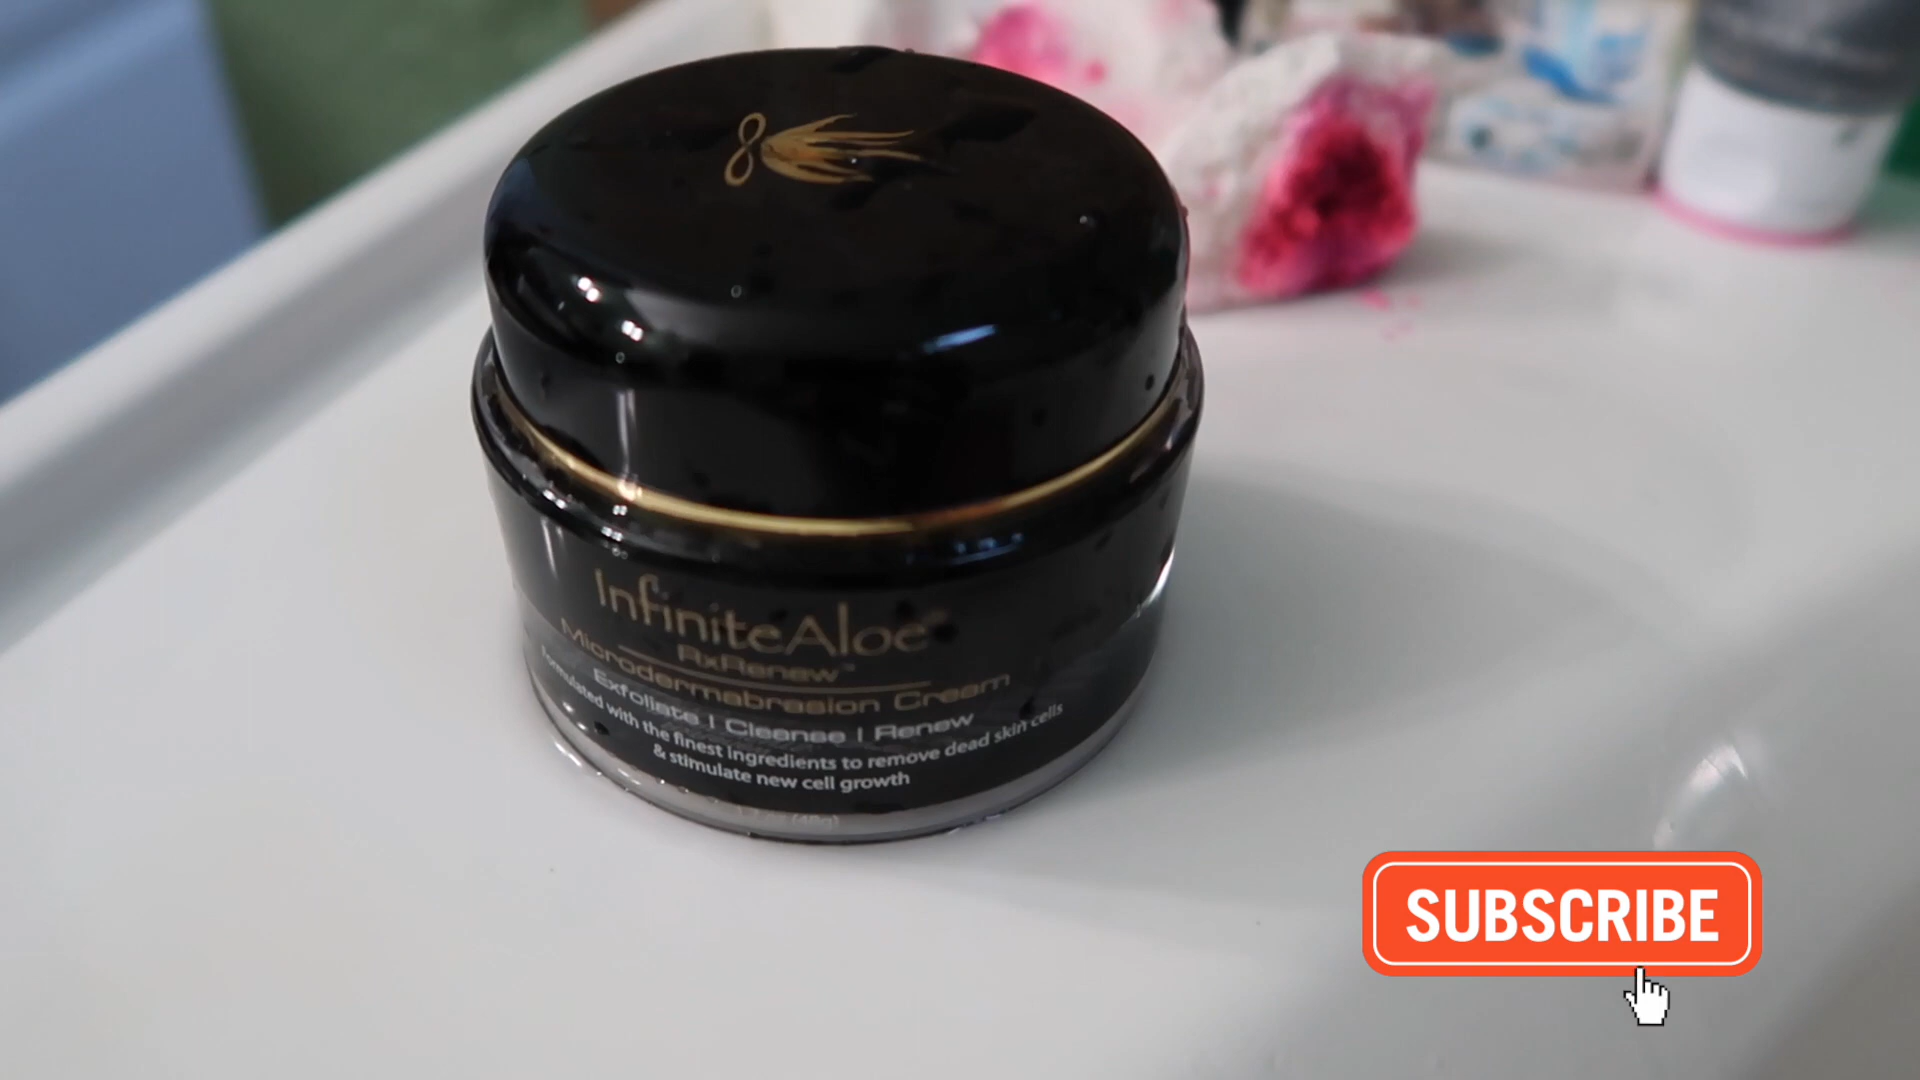 InfiniteAloe
RxRenew™
Microdermabrasion Cream
Exfoliate | Cleanse | Renew
Formulated with the finest ingredients to remove dead skin cells
& stimulate new cell growth
SUBSCRIBE